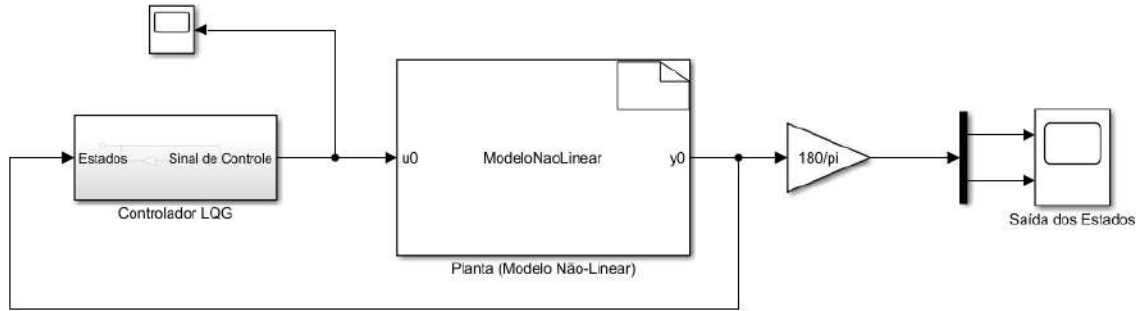 Estados
Sinal de Controle
Controlador LQG
u0
ModeloNaoLinear
y0
Planta (Modelo Não-Linear)
180/pi
Saída dos Estados